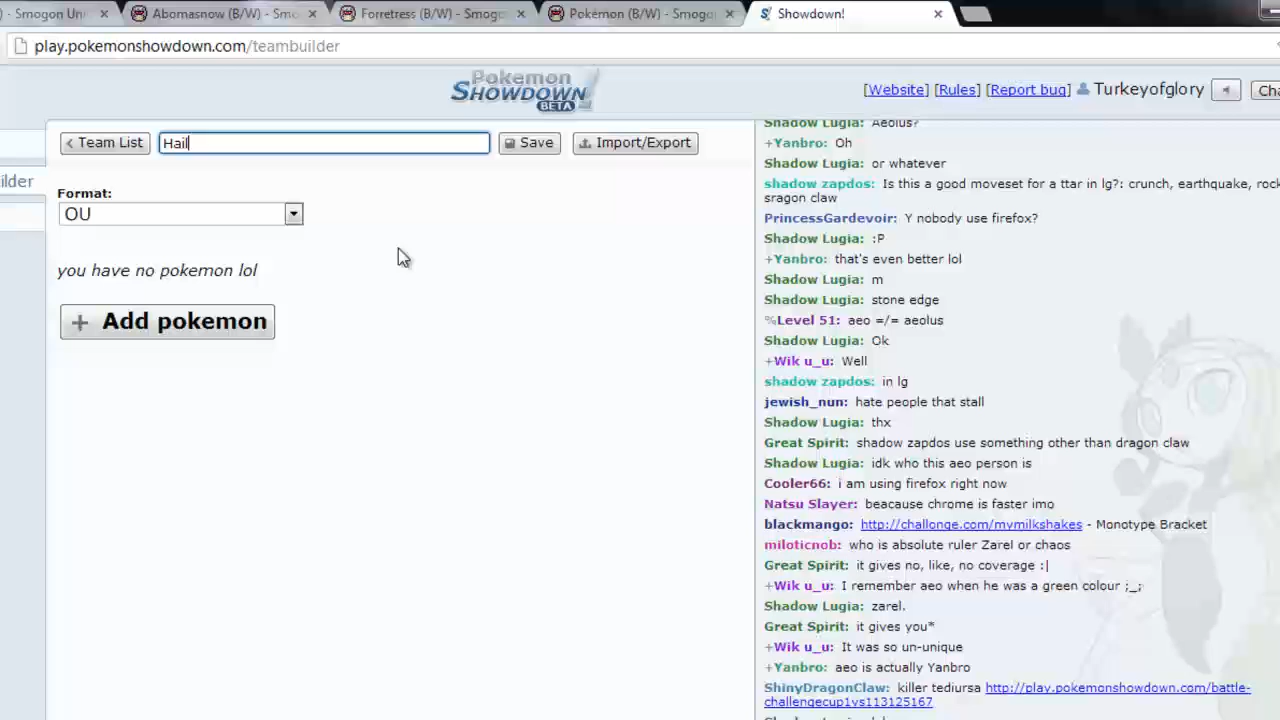 Smogon Uni
Abomasnow (B/W) - Smo
Forretress (B/W) - Smogo
Pokémon (B/W) - Smogo
Showdown!
play.pokemonshowdown.com/teambuilder
Pokemon
SHOWDOWN
BETA
[Website] [Rules] [Report bug] Turkeyofglory
Cha
Team List
Hail
Save
Import/Export
ilder
Format:
OU
you have no pokemon lol
+ Add pokemon
Shadow Lugia: Aeolus?
+Yanbro: Oh
Shadow Lugia: or whatever
shadow zapdos: Is this a good moveset for a ttar in lg?: crunch, earthquake, rock
sragon claw
PrincessGardevoir: Y nobody use firefox?
Shadow Lugia: :P
+Yanbro: that's even better lol
Shadow Lugia: m
Shadow Lugia: stone edge
%Level 51: aeo =/= aeolus
Shadow Lugia: Ok
+Wik u_u: Well
shadow zapdos: in lg
jewish_nun: hate people that stall
Shadow Lugia: thx
Great Spirit: shadow zapdos use something other than dragon claw
Shadow Lugia: idk who this aeo person is
Cooler66: i am using firefox right now
Natsu Slayer: beacause chrome is faster imo
blackmango: http://challonge.com/mvmilkshakes - Monotype Bracket
miloticnob: who is absolute ruler Zarel or chaos
Great Spirit: it gives no, like, no coverage :|
+Wik u_u: I remember aeo when he was a green colour ;_;
Shadow Lugia: zarel.
Great Spirit: it gives you*
+Wik u_u: It was so un-unique
+Yanbro: aeo is actually Yanbro
ShinyDragonClaw: killer tediursa http://play.pokemonshowdown.com/battle-
challengecup1vs113125167